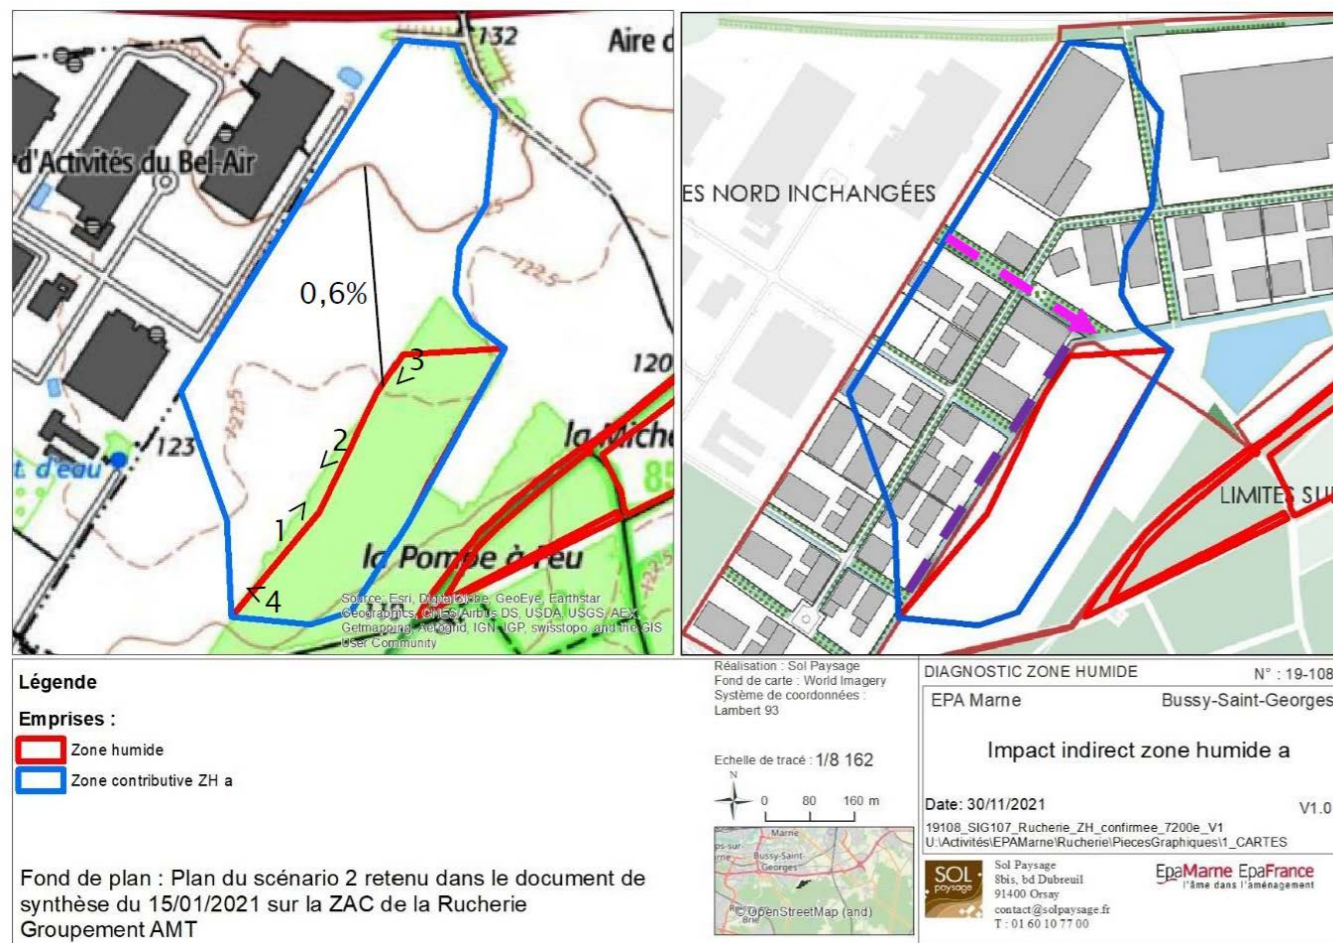 132
Aire d
d'Activités du Bel-Air
125
122.5
0,6%
120
3
122.5
la Miche
123
t. d'eau
2
85
1
la Pompe à Feu
4
122.5
Source: Esri, DigitalGlobe, GeoEye, Earthstar
Geographics, CNES/Airbus DS, USDA, USGS, AEX,
Getmapping, Aerogrid, IGN, IGP, swisstopo, and the GIS
User Community
ES NORD INCHANGÉES
LIMITES SU
Légende
Emprises :
Zone humide
Zone contributive ZH a
Fond de plan : Plan du scénario 2 retenu dans le document de
synthèse du 15/01/2021 sur la ZAC de la Rucherie
Groupement AMT
Réalisation : Sol Paysage
Fond de carte : World Imagery
Système de coordonnées :
Lambert 93
Echelle de tracé : 1/8 162
N
0 80 160 m
Marne
Bussy-Saint-
Georges
©OpenStreetMap (and)
DIAGNOSTIC ZONE HUMIDE N° : 19-108
EPA Marne Bussy-Saint-Georges
Impact indirect zone humide a
Date: 30/11/2021 V1.0
19108_SIG107_Rucherie_ZH_confirmee_7200e_V1
U:\Activités\EPAMarne\Rucherie\PiecesGraphiques\1_CARTES
SOL
paysage
Sol Paysage
8bis, bd Dubreuil
91400 Orsay
contact@solpaysage.fr
T : 01 60 10 77 00
EpaMarne EpaFrance
l'âme dans l'aménagement